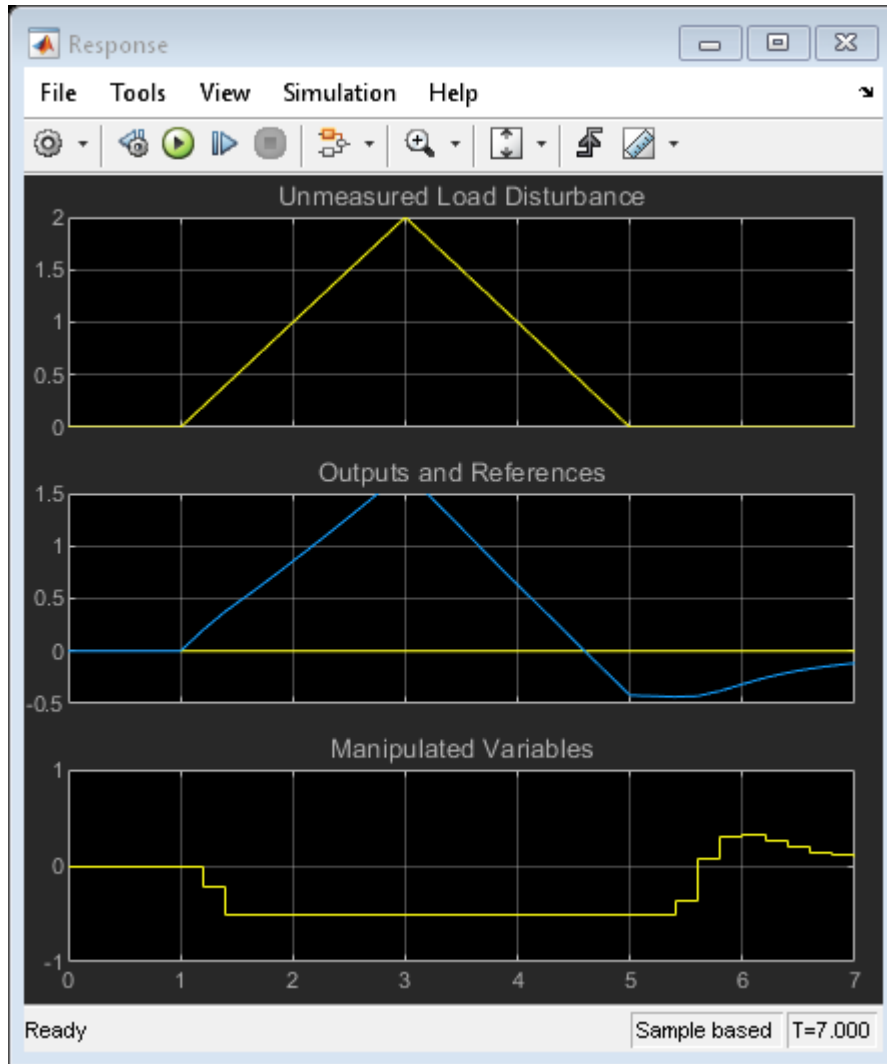 Response
File Tools View Simulation Help
Unmeasured Load Disturbance
2
1.5
1
0.5
0
Outputs and References
1.5
1
0.5
0
-0.5
Manipulated Variables
1
0
-1
0 1 2 3 4 5 6 7
Ready Sample based T=7.000